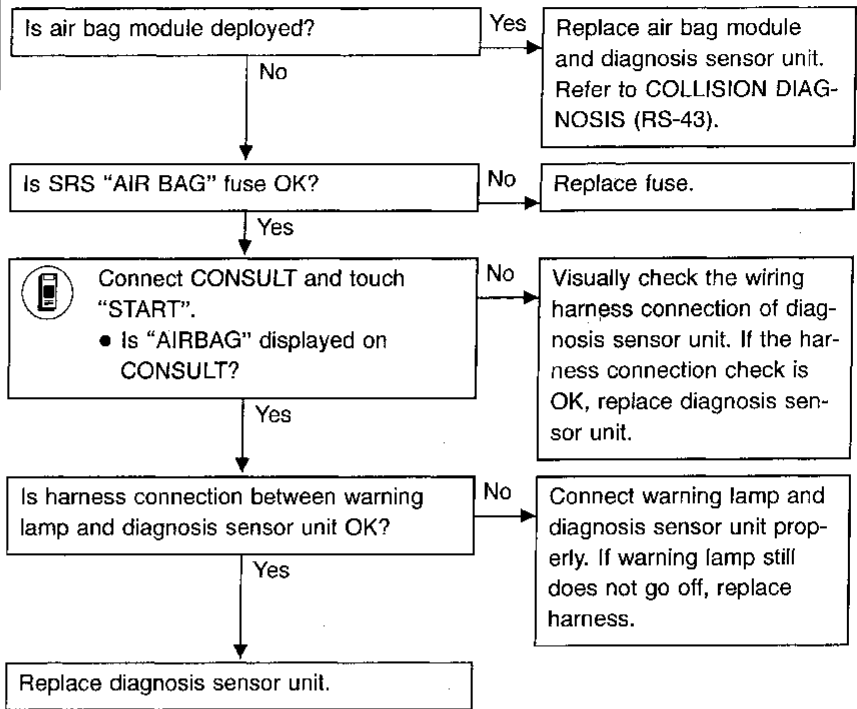 Is air bag module deployed?
Yes
Replace air bag module
and diagnosis sensor unit.
Refer to COLLISION DIAG-
NOSIS (RS-43).
No
Is SRS “AIR BAG” fuse OK?
No
Replace fuse.
Yes
Connect CONSULT and touch
“START”.
● Is “AIRBAG” displayed on
CONSULT?
No
Visually check the wiring
harness connection of diag-
nosis sensor unit. If the har-
ness connection check is
OK, replace diagnosis sen-
sor unit.
Yes
Is harness connection between warning
lamp and diagnosis sensor unit OK?
No
Connect warning lamp and
diagnosis sensor unit prop-
erly. If warning lamp still
does not go off, replace
harness.
Yes
Replace diagnosis sensor unit.